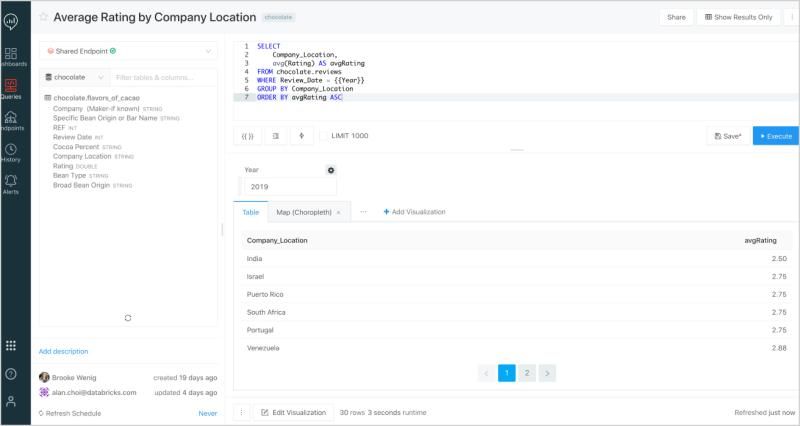 Average Rating by Company Location
chocolate
Share
Show Results Only
shboards
Queries
ndpoints
History
Alerts
Shared Endpoint
chocolate
Filter tables & columns...
chocolate.flavors_of_cacao
Company (Maker-if known) STRING
Specific Bean Origin or Bar Name STRING
REF INT
Review Date INT
Cocoa Percent STRING
Company Location STRING
Rating DOUBLE
Bean Type STRING
Broad Bean Origin STRING
Add description
Brooke Wenig created 19 days ago
alan.choi@databricks.com updated 4 days ago
Refresh Schedule Never
1 SELECT
2 Company_Location,
3 avg(Rating) AS avgRating
4 FROM chocolate.reviews
5 WHERE Review_Date = {{Year}}
6 GROUP BY Company_Location
7 ORDER BY avgRating ASC
{{ }}
LIMIT 1000
Save*
Execute
Year
2019
Table
Map (Choropleth) ×
...
+ Add Visualization
Company_Location avgRating
India 2.50
Israel 2.75
Puerto Rico 2.75
South Africa 2.75
Portugal 2.75
Venezuela 2.88
< 1 2 >
Edit Visualization
30 rows 3 seconds runtime
Refreshed just now